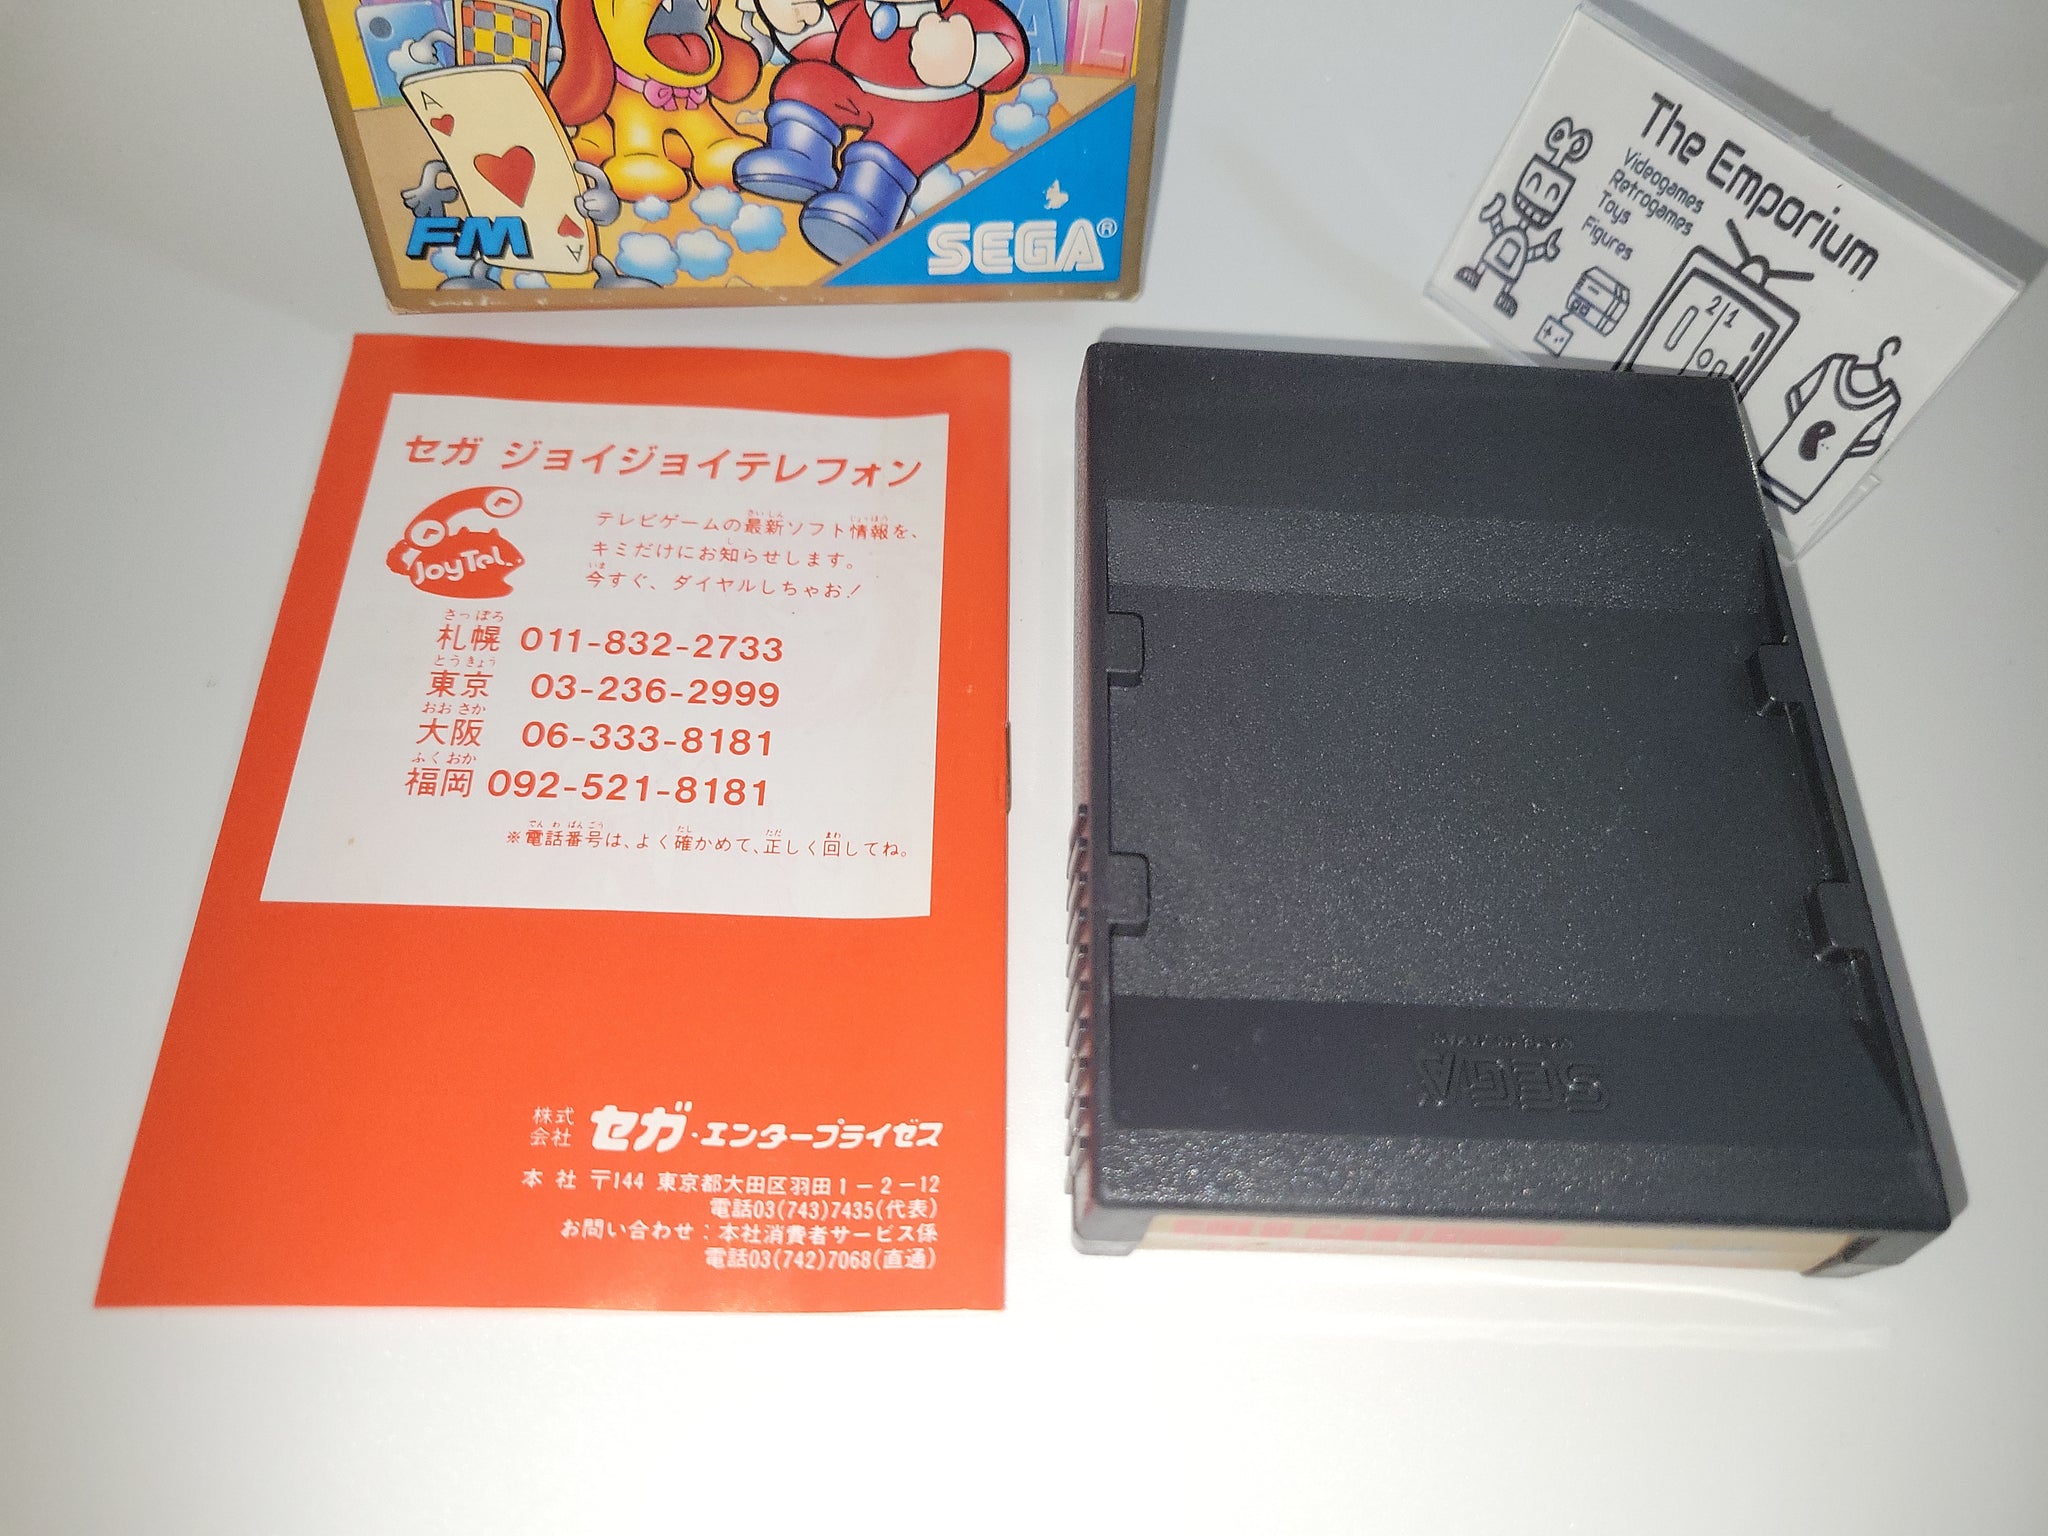 A
FM
A
SEGA®
The Emporium
Videogames
Retrogames
Toys
Figures
21
セガ ジョイジョイテレフォン
JoyTel
テレビゲームの最新ソフト情報を、
キミだけにお知らせします。
今すぐ、ダイヤルしちゃお！
札幌 011-832-2733
東京 03-236-2999
大阪 06-333-8181
福岡 092-521-8181
※電話番号は、よく確かめて、正しく回してね。
株式会社 セガ・エンタープライゼス
本社 〒144 東京都大田区羽田1-2-12
電話03(743)7435(代表)
お問い合わせ：本社消費者サービス係
電話03(742)7068(直通)
SEGA